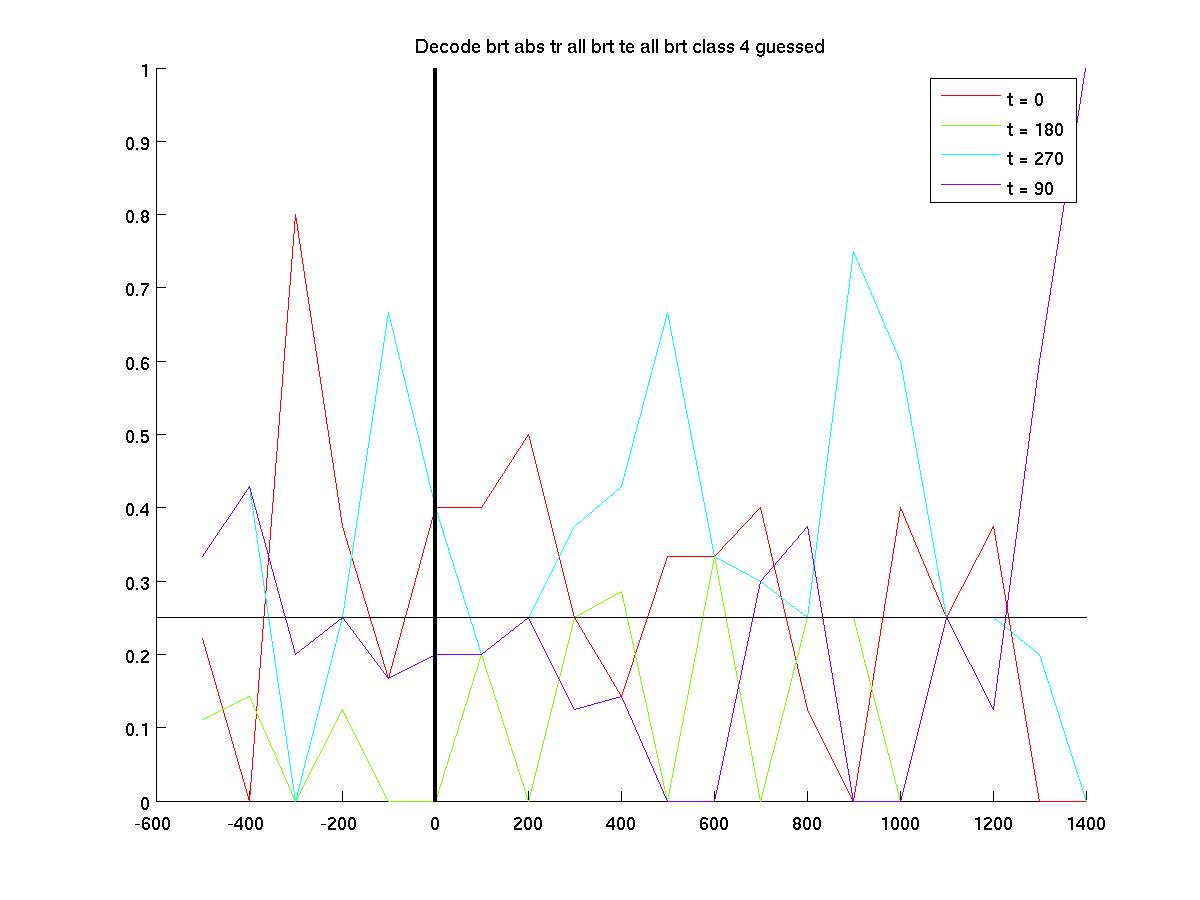 Decode brt abs tr all brt te all brt class 4 guessed
1
t = 0
t = 180
t = 270
t = 90
0.9
0.8
0.7
0.6
0.5
0.4
0.3
0.2
0.1
0
-600 -400 -200 0 200 400 600 800 1000 1200 1400